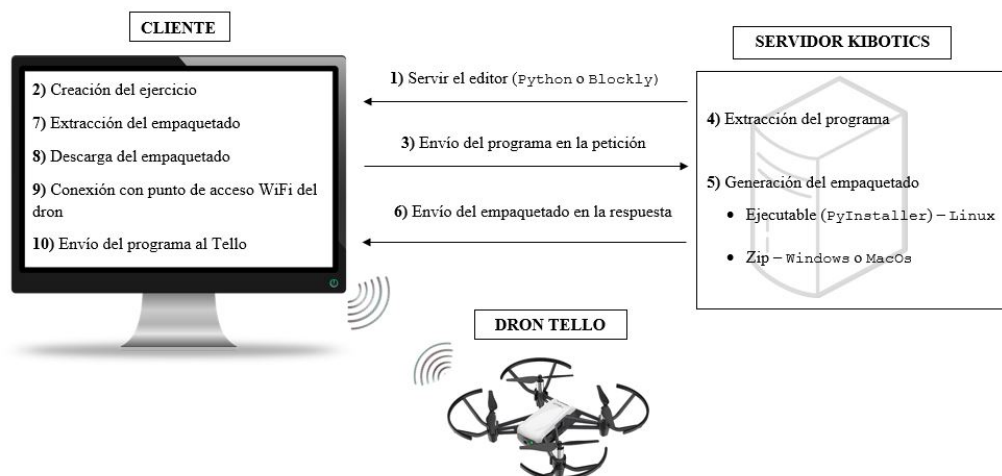 CLIENTE
2) Creación del ejercicio
7) Extracción del empaquetado
8) Descarga del empaquetado
9) Conexión con punto de acceso WiFi del
dron
10) Envío del programa al Tello
1) Servir el editor (Python o Blockly)
3) Envío del programa en la petición
6) Envío del empaquetado en la respuesta
SERVIDOR KIBOTICS
4) Extracción del programa
5) Generación del empaquetado
• Ejecutable (PyInstaller) – Linux
• Zip – Windows o MacOs
DRON TELLO